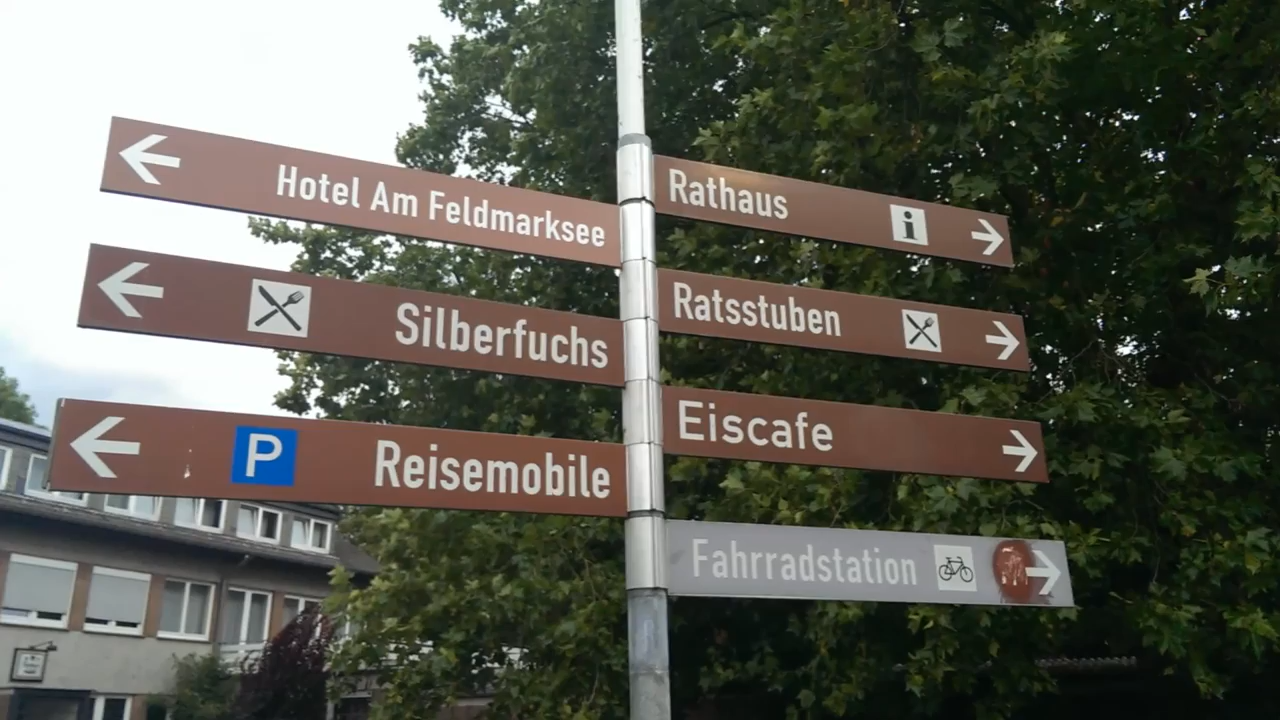 Hotel Am Feldmarksee
Silberfuchs
P
Reisemobile
Rathaus
i
Ratsstuben
Eiscafe
Fahrradstation